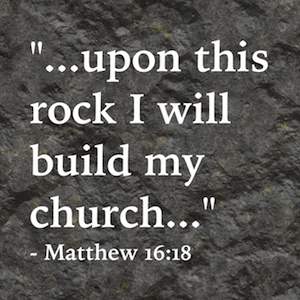 "...upon this
rock I will
build my
church..."
- Matthew 16:18